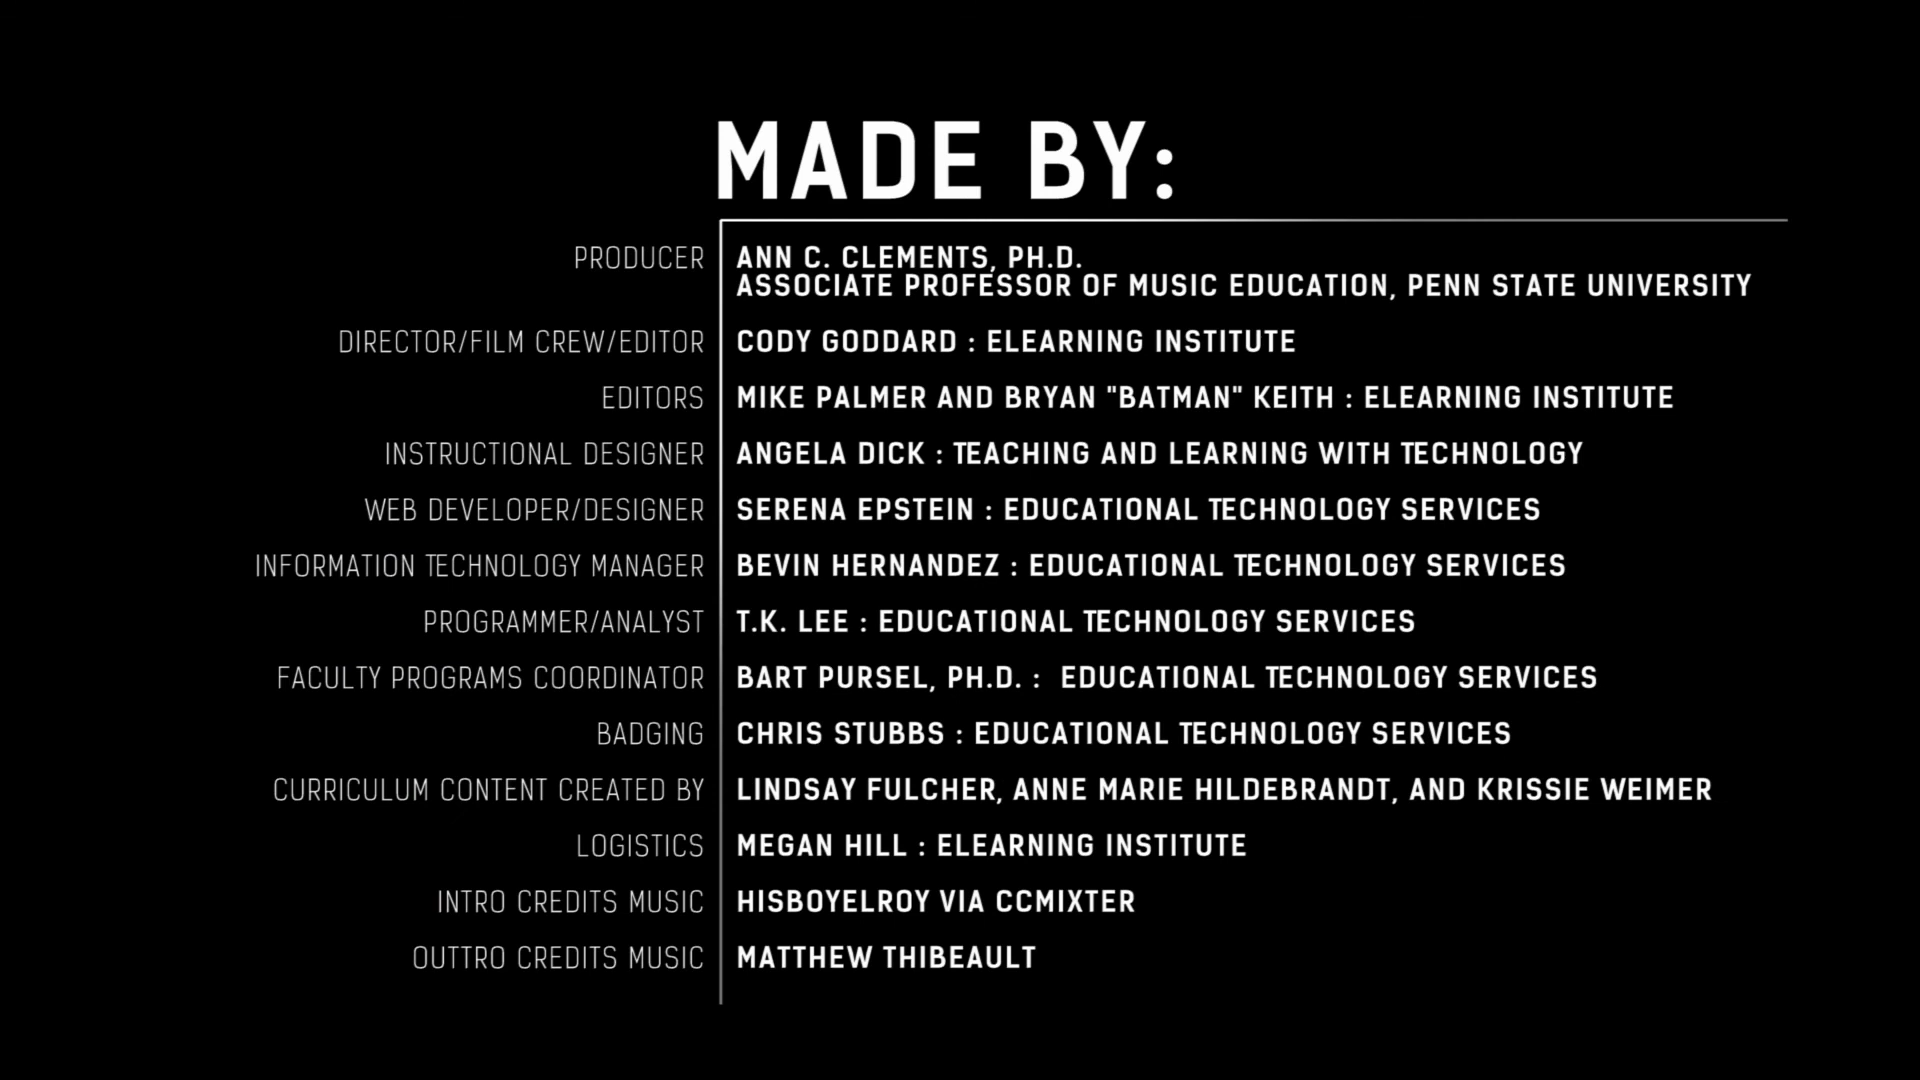 MADE BY:
PRODUCER ANN C. CLEMENTS, PH.D.
ASSOCIATE PROFESSOR OF MUSIC EDUCATION, PENN STATE UNIVERSITY
DIRECTOR/FILM CREW/EDITOR CODY GODDARD : ELEARNING INSTITUTE
EDITORS MIKE PALMER AND BRYAN "BATMAN" KEITH : ELEARNING INSTITUTE
INSTRUCTIONAL DESIGNER ANGELA DICK : TEACHING AND LEARNING WITH TECHNOLOGY
WEB DEVELOPER/DESIGNER SERENA EPSTEIN : EDUCATIONAL TECHNOLOGY SERVICES
INFORMATION TECHNOLOGY MANAGER BEVIN HERNANDEZ : EDUCATIONAL TECHNOLOGY SERVICES
PROGRAMMER/ANALYST T.K. LEE : EDUCATIONAL TECHNOLOGY SERVICES
FACULTY PROGRAMS COORDINATOR BART PURSEL, PH.D. : EDUCATIONAL TECHNOLOGY SERVICES
BADGING CHRIS STUBBS : EDUCATIONAL TECHNOLOGY SERVICES
CURRICULUM CONTENT CREATED BY LINDSAY FULCHER, ANNE MARIE HILDEBRANDT, AND KRISSIE WEIMER
LOGISTICS MEGAN HILL : ELEARNING INSTITUTE
INTRO CREDITS MUSIC HISBOYELROY VIA CCMIXTER
OUTTRO CREDITS MUSIC MATTHEW THIBEAULT